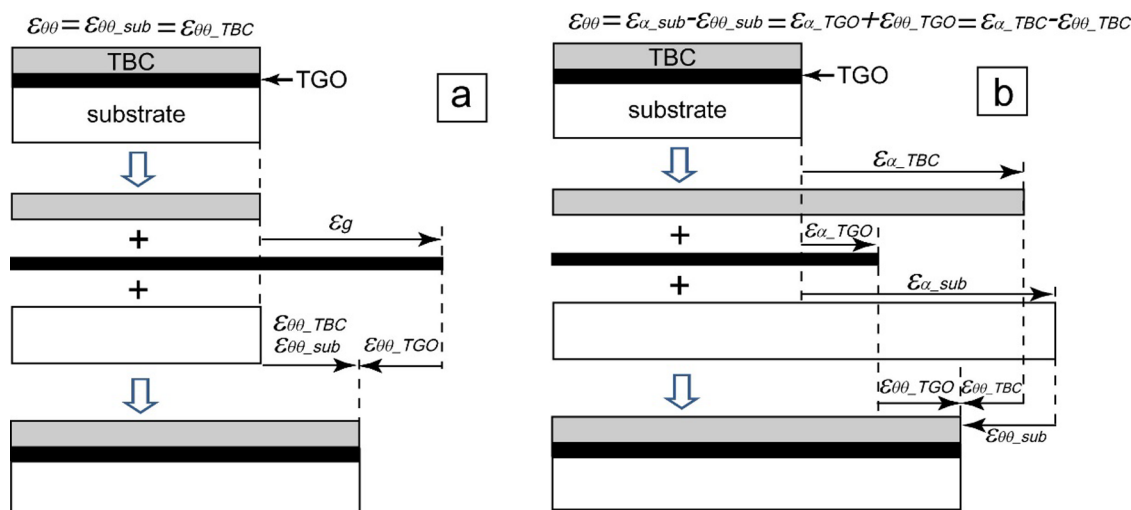 εθθ = εθθ_sub = εθθ_TBC
TBC
TGO
substrate
a
+
εg
+
εθθ_TBC
εθθ_sub
εθθ_TGO
εθθ = εα_sub-εθθ_sub = εα_TGO+εθθ_TGO = εα_TBC-εθθ_TBC
TBC
TGO
substrate
b
εα_TBC
+
εα_TGO
+
εα_sub
εθθ_TGO
εθθ_TBC
εθθ_sub